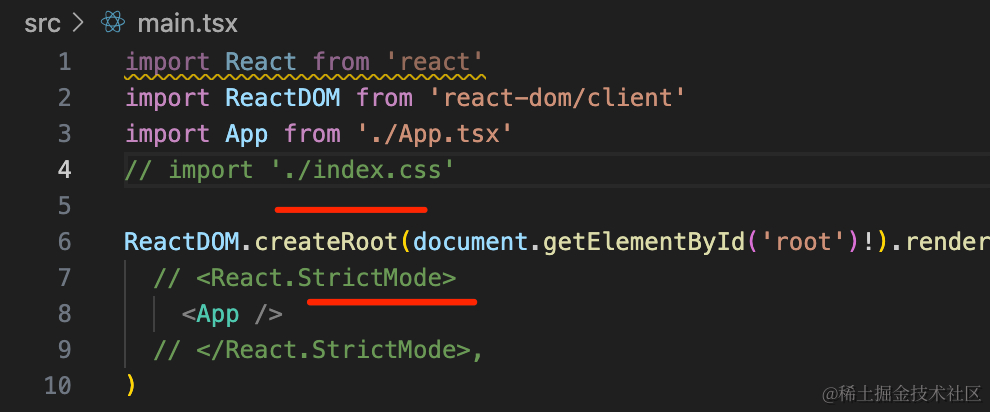 src > main.tsx
1 import React from 'react'
2 import ReactDOM from 'react-dom/client'
3 import App from './App.tsx'
4 // import './index.css'
5
6 ReactDOM.createRoot(document.getElementById('root')!).render
7 // <React.StrictMode>
8 <App />
9 // </React.StrictMode>,
10 )
@稀土掘金技术社区